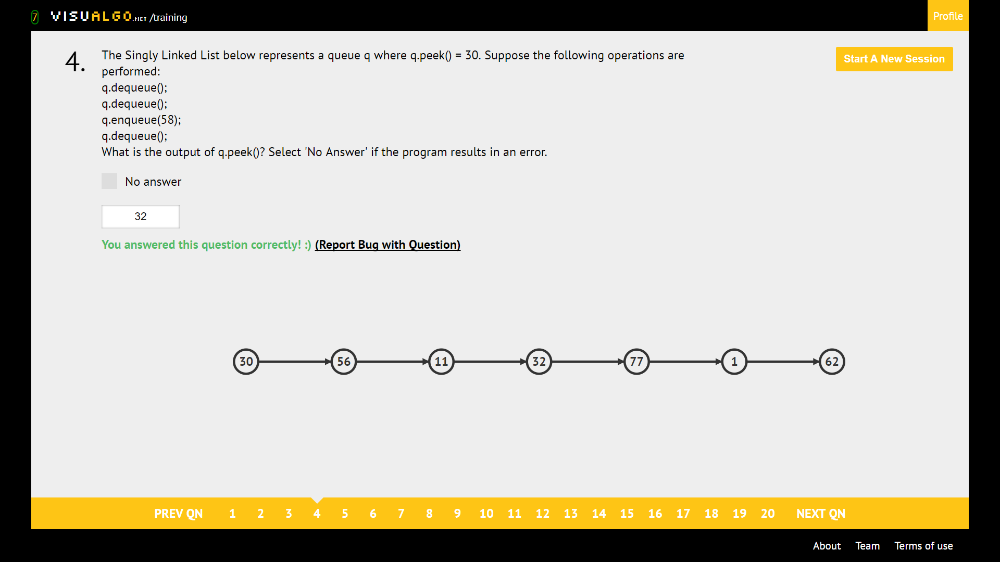 7 VISUALGO.NET /training
Profile
4.
The Singly Linked List below represents a queue q where q.peek() = 30. Suppose the following operations are
performed:
q.dequeue();
q.dequeue();
q.enqueue(58);
q.dequeue();
What is the output of q.peek()? Select 'No Answer' if the program results in an error.
Start A New Session
No answer
32
You answered this question correctly! :) (Report Bug with Question)
30 56 11 32 77 1 62
PREV QN 1 2 3 4 5 6 7 8 9 10 11 12 13 14 15 16 17 18 19 20 NEXT QN
About Team Terms of use